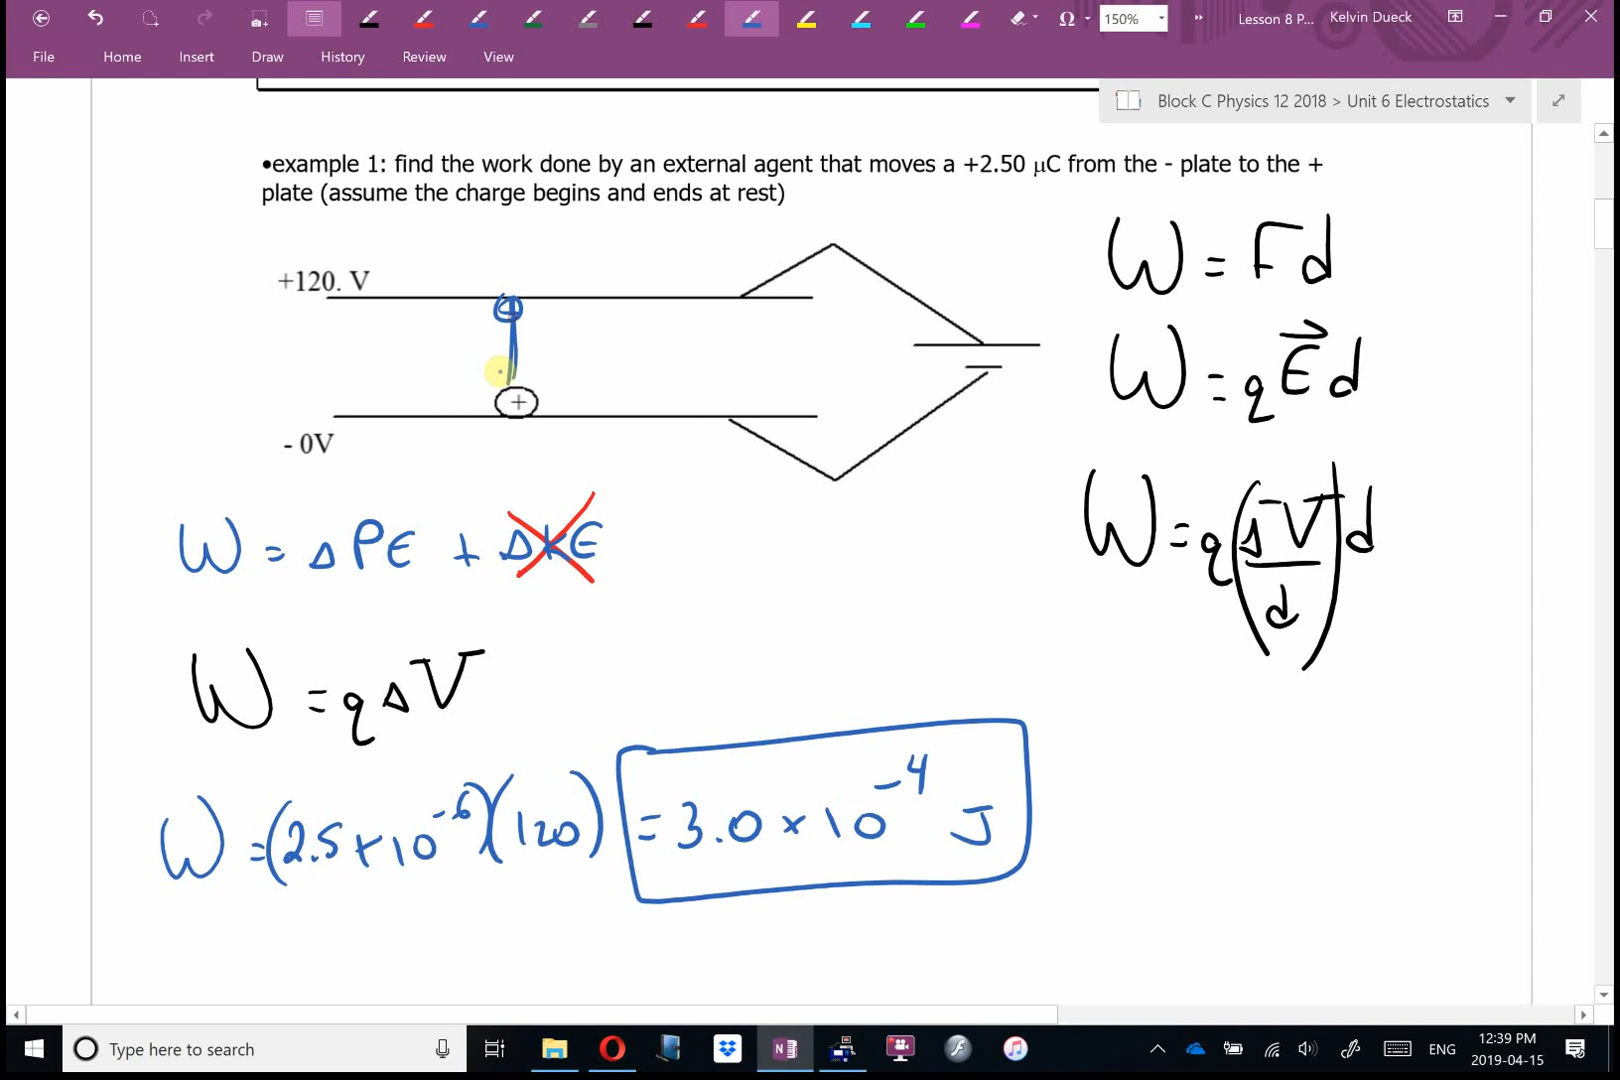 150%
Lesson 8 P...
Kelvin Dueck
File Home Insert Draw History Review View
Block C Physics 12 2018 > Unit 6 Electrostatics
•example 1: find the work done by an external agent that moves a +2.50 μC from the - plate to the +
plate (assume the charge begins and ends at rest)
+120. V
+
+
- 0V
W = Fd
W = qE⃗d
W = q(ΔV/d)d
W = ΔPE + ΔKE
W = qΔV
W = (2.5×10⁻⁶)(120) = 3.0 × 10⁻⁴ J
Type here to search
ENG
12:39 PM
2019-04-15